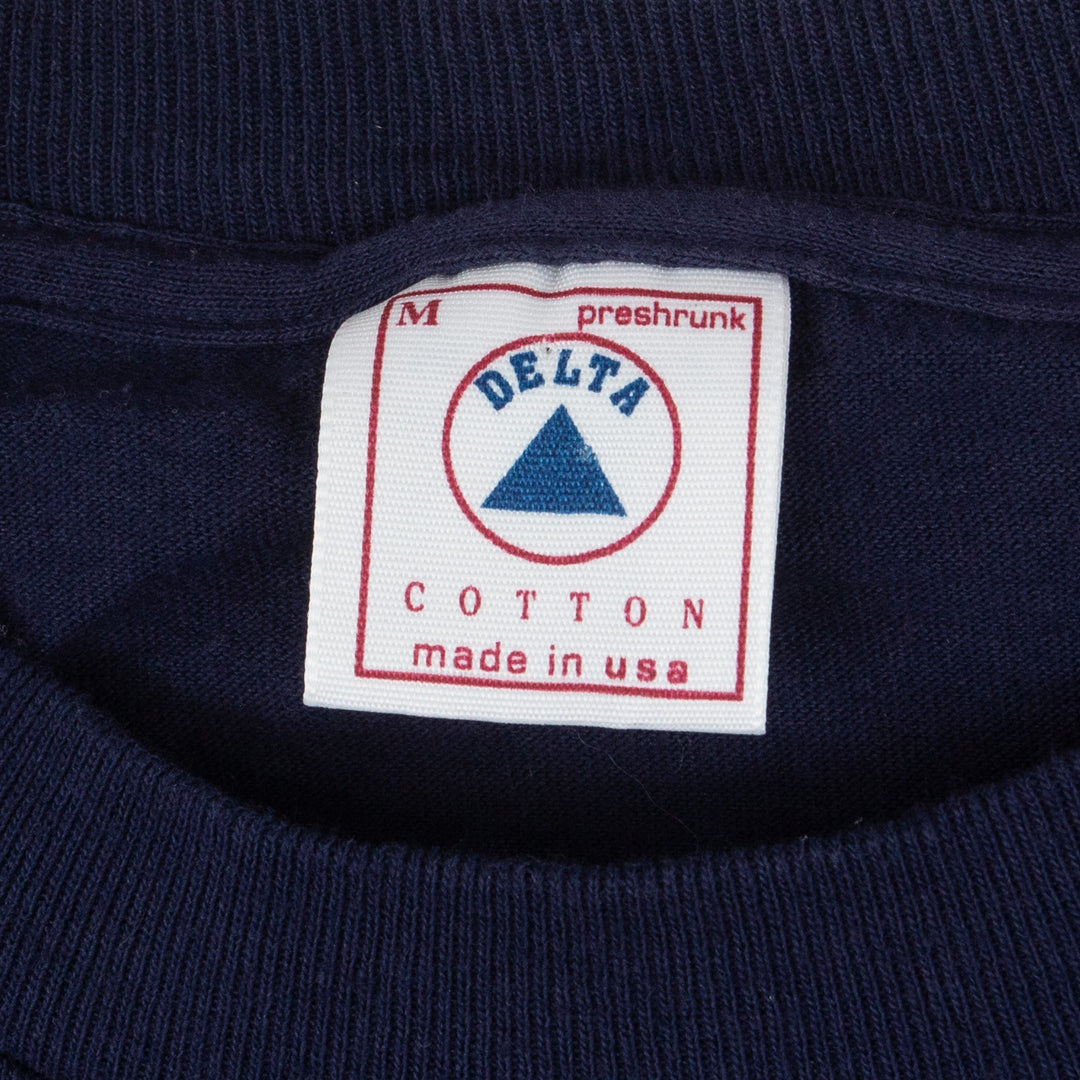 M preshrunk
DELTA
COTTON
made in usa